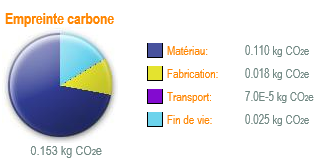 Empreinte carbone
Matériau: 0.110 kg CO2e
Fabrication: 0.018 kg CO2e
Transport: 7.0E-5 kg CO2e
Fin de vie: 0.025 kg CO2e
0.153 kg CO2e